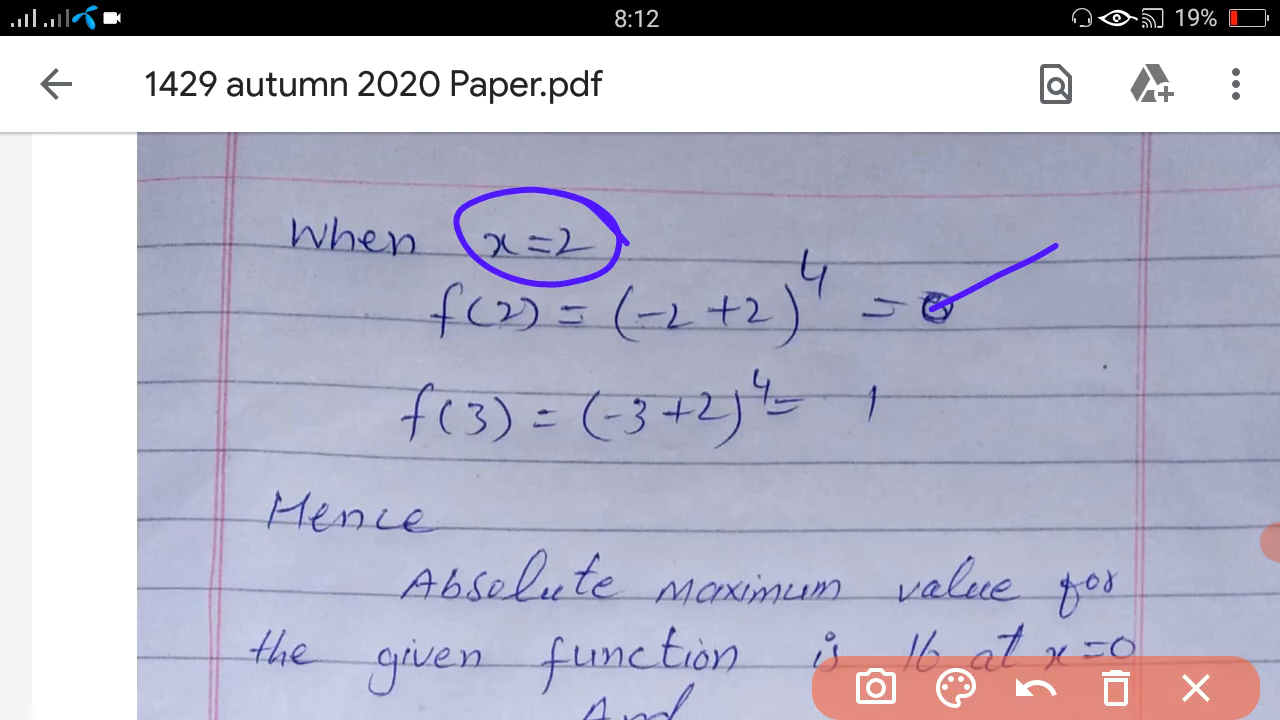 8:12
19%
1429 autumn 2020 Paper.pdf
When x=2
f(2) = (-2+2)⁴ = 0
f(3) = (-3+2)⁴= 1
Hence
Absolute maximum value for
the given function is 16 at x=0
And